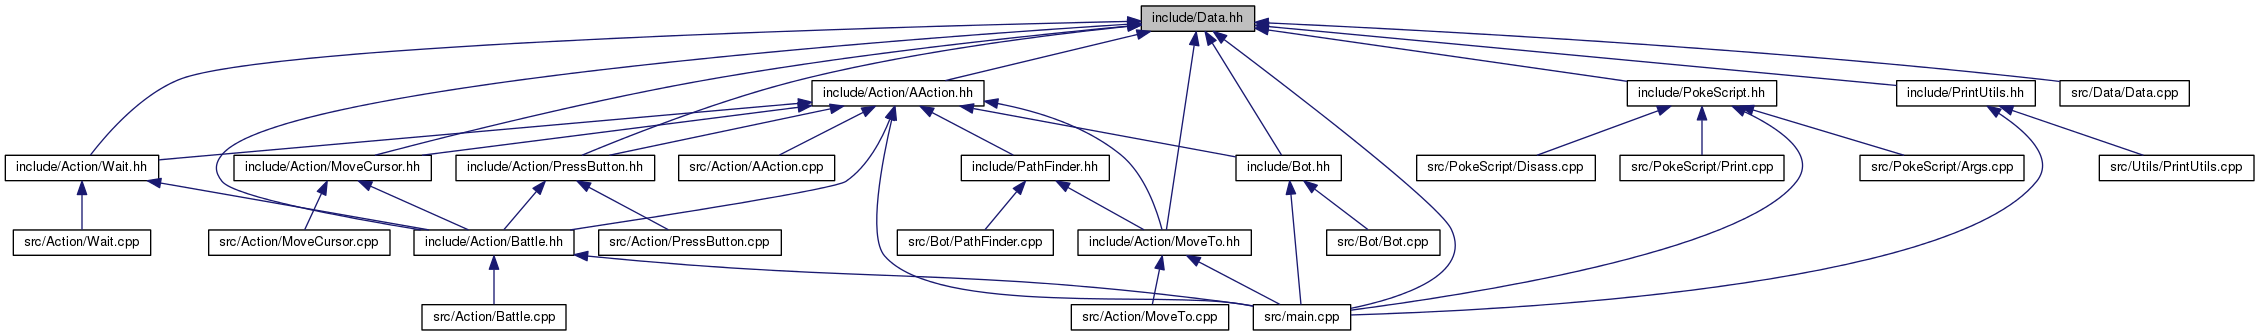 include/Data.hh
include/Action/AAction.hh
include/PokeScript.hh
include/PrintUtils.hh
src/Data/Data.cpp
include/Action/Wait.hh
include/Action/MoveCursor.hh
include/Action/PressButton.hh
src/Action/AAction.cpp
include/PathFinder.hh
include/Bot.hh
src/PokeScript/Disass.cpp
src/PokeScript/Print.cpp
src/PokeScript/Args.cpp
src/Utils/PrintUtils.cpp
src/Action/Wait.cpp
src/Action/MoveCursor.cpp
include/Action/Battle.hh
src/Action/PressButton.cpp
src/Bot/PathFinder.cpp
include/Action/MoveTo.hh
src/Bot/Bot.cpp
src/Action/Battle.cpp
src/Action/MoveTo.cpp
src/main.cpp